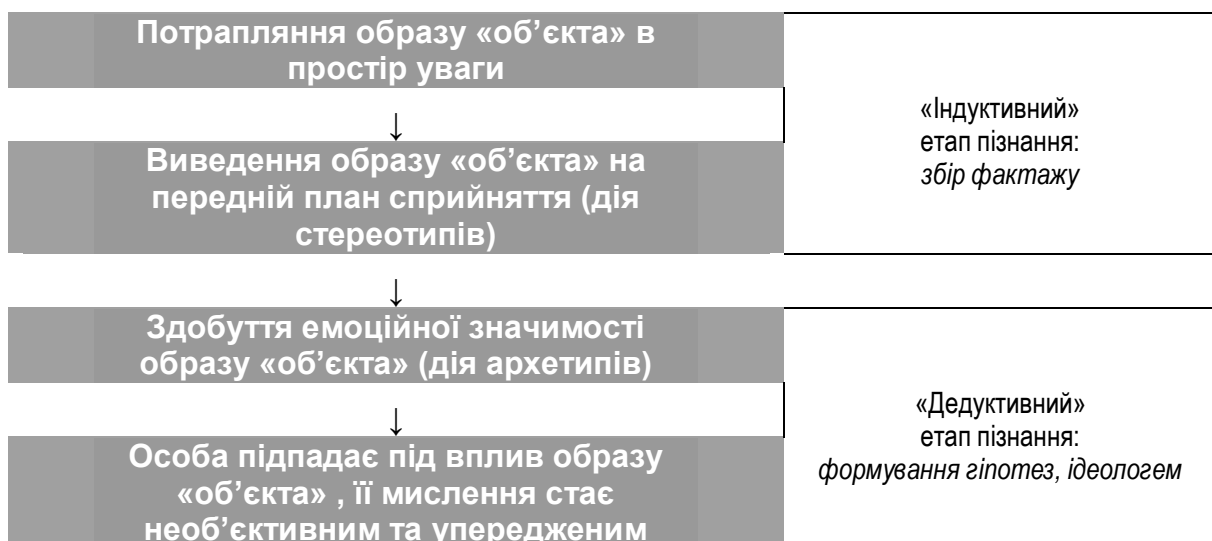 Потрапляння образу «об’єкта» в
простір уваги
↓
Виведення образу «об’єкта» на
передній план сприйняття (дія
стереотипів)
«Індуктивний»
етап пізнання:
збір фактажу
↓
Здобуття емоційної значимості
образу «об’єкта» (дія архетипів)
↓
Особа підпадає під вплив образу
«об’єкта» , її мислення стає
необ’єктивним та упередженим
«Дедуктивний»
етап пізнання:
формування гіпотез, ідеологем